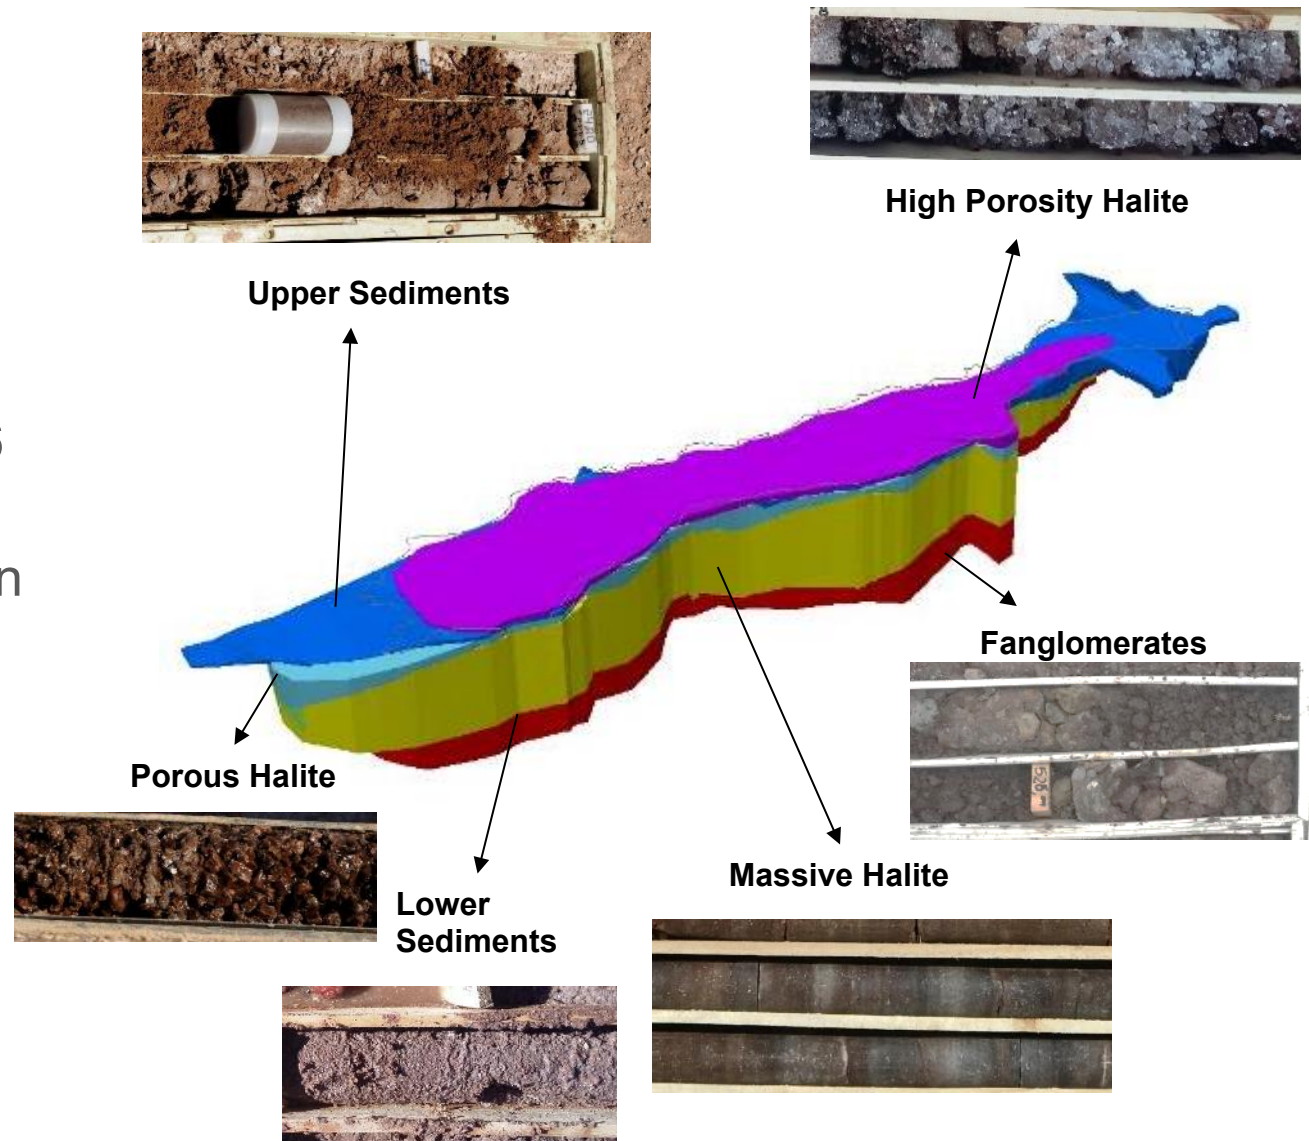 High Porosity Halite
Upper Sediments
s
n
Fanglomerates
Porous Halite
Massive Halite
Lower
Sediments